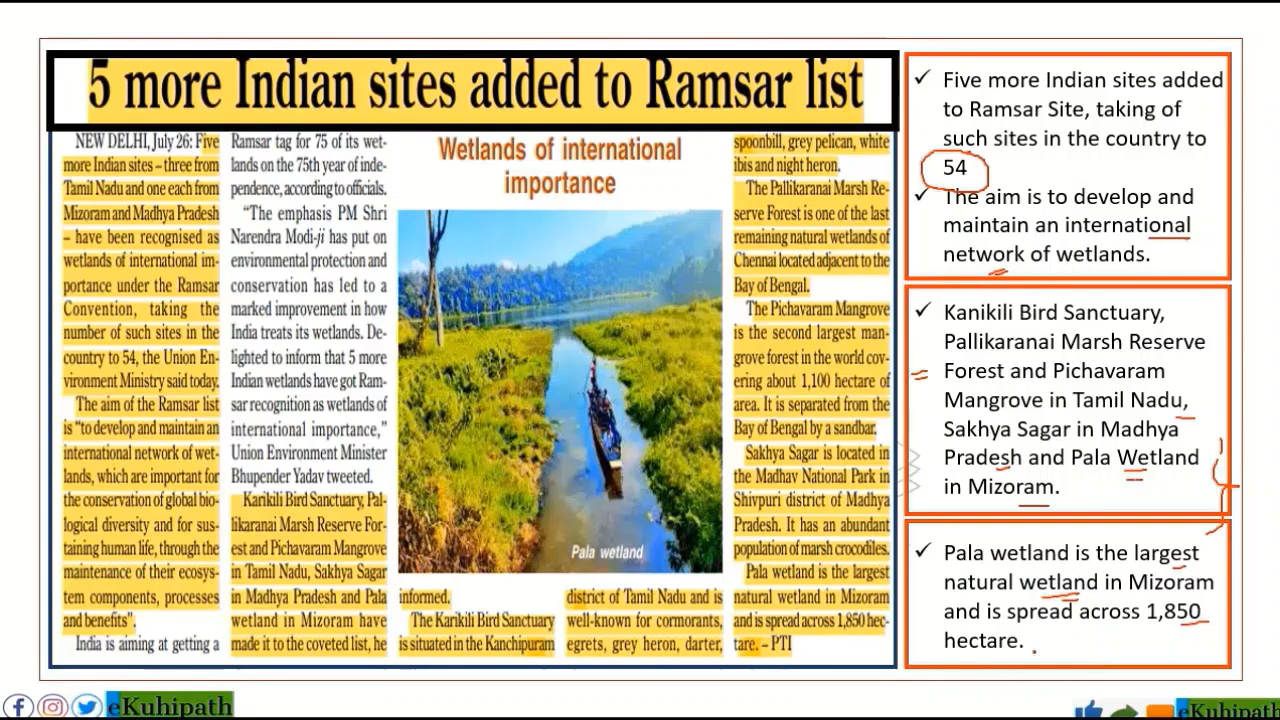 5 more Indian sites added to Ramsar list
NEW DELHI, July 26: Five
more Indian sites – three from
Tamil Nadu and one each from
Mizoram and Madhya Pradesh
– have been recognised as
wetlands of international im-
portance under the Ramsar
Convention, taking the
number of such sites in the
country to 54, the Union En-
vironment Ministry said today.
The aim of the Ramsar list
is “to develop and maintain an
international network of wet-
lands, which are important for
the conservation of global bio-
logical diversity and for sus-
taining human life, through the
maintenance of their ecosys-
tem components, processes
and benefits”.
India is aiming at getting a
Ramsar tag for 75 of its wet-
lands on the 75th year of inde-
pendence, according to officials.
“The emphasis PM Shri
Narendra Modi-ji has put on
environmental protection and
conservation has led to a
marked improvement in how
India treats its wetlands. De-
lighted to inform that 5 more
Indian wetlands have got Ram-
sar recognition as wetlands of
international importance,”
Union Environment Minister
Bhupender Yadav tweeted.
Karikili Bird Sanctuary, Pal-
likaranai Marsh Reserve For-
est and Pichavaram Mangrove
in Tamil Nadu, Sakhya Sagar
in Madhya Pradesh and Pala
wetland in Mizoram have
made it to the coveted list, he
Wetlands of international
importance
Pala wetland
informed.
The Karikili Bird Sanctuary
is situated in the Kanchipuram
district of Tamil Nadu and is
well-known for cormorants,
egrets, grey heron, darter,
spoonbill, grey pelican, white
ibis and night heron.
The Pallikaranai Marsh Re-
serve Forest is one of the last
remaining natural wetlands of
Chennai located adjacent to the
Bay of Bengal.
The Pichavaram Mangrove
is the second largest man-
grove forest in the world cov-
ering about 1,100 hectare of
area. It is separated from the
Bay of Bengal by a sandbar.
Sakhya Sagar is located in
the Madhav National Park in
Shivpuri district of Madhya
Pradesh. It has an abundant
population of marsh crocodiles.
Pala wetland is the largest
natural wetland in Mizoram
and is spread across 1,850 hec-
tare. – PTI
✓ Five more Indian sites added
to Ramsar Site, taking of
such sites in the country to
54
✓ The aim is to develop and
maintain an international
network of wetlands.
✓ Kanikili Bird Sanctuary,
Pallikaranai Marsh Reserve
Forest and Pichavaram
Mangrove in Tamil Nadu,
Sakhya Sagar in Madhya
Pradesh and Pala Wetland
in Mizoram.
✓ Pala wetland is the largest
natural wetland in Mizoram
and is spread across 1,850
hectare.
eKuhipath
eKuhipath